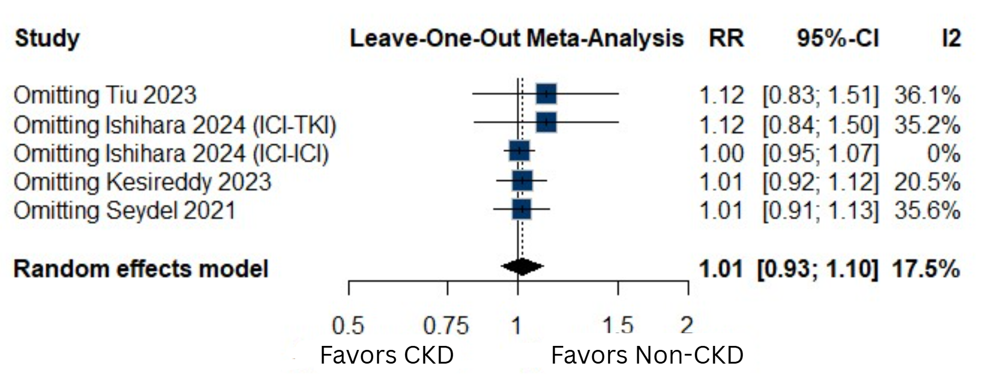 Study Leave-One-Out Meta-Analysis RR 95%-CI I2
Omitting Tiu 2023 1.12 [0.83; 1.51] 36.1%
Omitting Ishihara 2024 (ICI-TKI) 1.12 [0.84; 1.50] 35.2%
Omitting Ishihara 2024 (ICI-ICI) 1.00 [0.95; 1.07] 0%
Omitting Kesireddy 2023 1.01 [0.92; 1.12] 20.5%
Omitting Seydel 2021 1.01 [0.91; 1.13] 35.6%
Random effects model 1.01 [0.93; 1.10] 17.5%
0.5 0.75 1 1.5 2
Favors CKD Favors Non-CKD